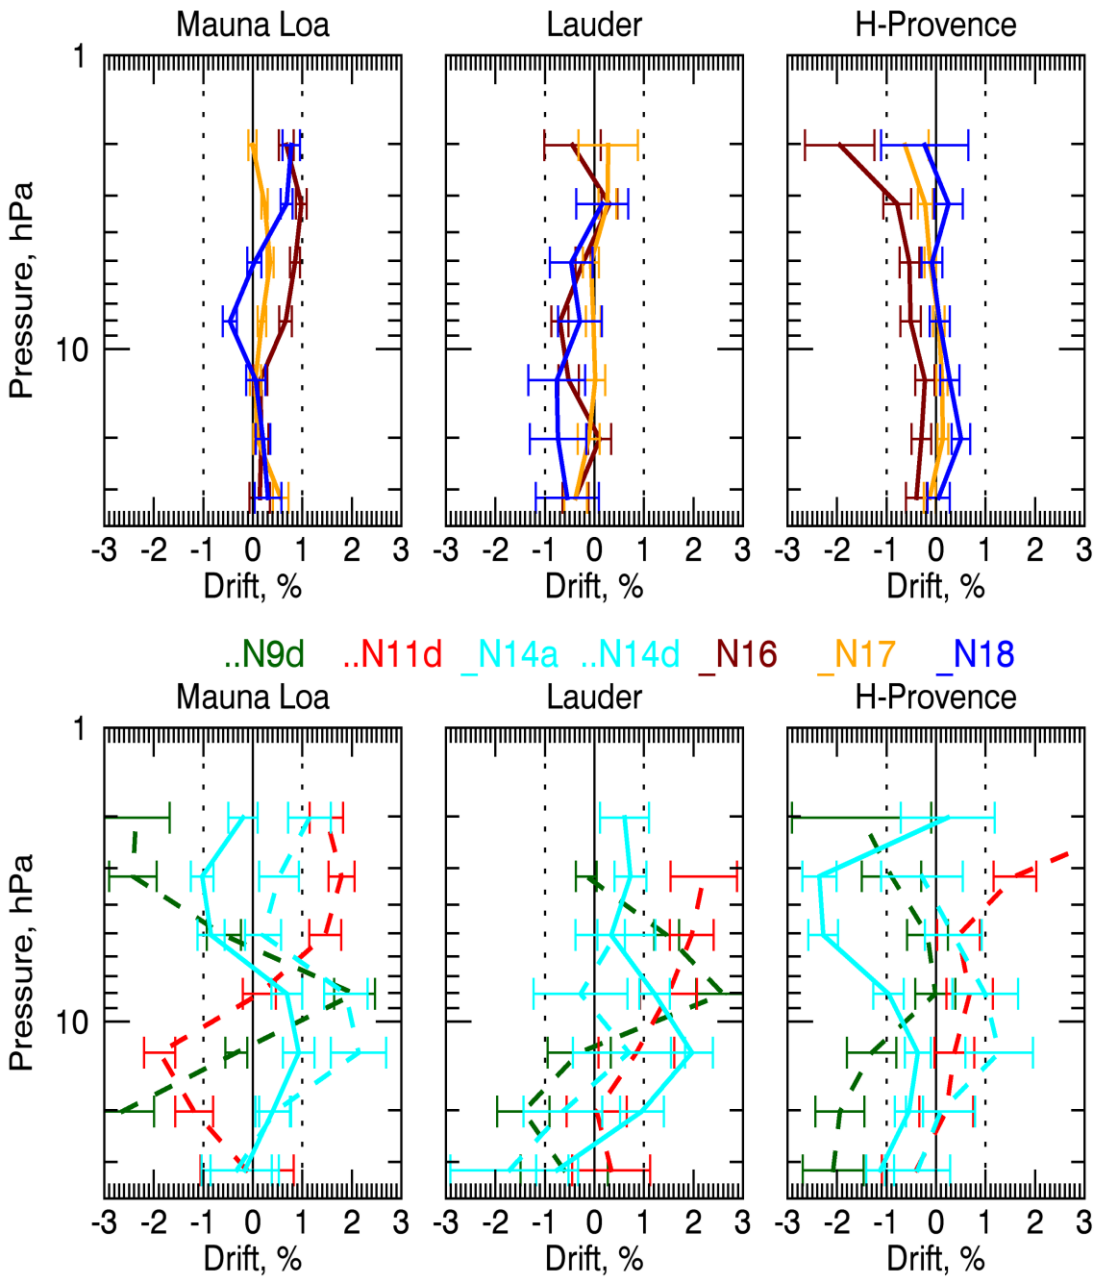 Mauna Loa Lauder H-Provence
1
10
Pressure, hPa
-3 -2 -1 0 1 2 3 -3 -2 -1 0 1 2 3 -3 -2 -1 0 1 2 3
Drift, % Drift, % Drift, %
..N9d ..N11d _N14a ..N14d _N16 _N17 _N18
Mauna Loa Lauder H-Provence
1
10
Pressure, hPa
-3 -2 -1 0 1 2 3 -3 -2 -1 0 1 2 3 -3 -2 -1 0 1 2 3
Drift, % Drift, % Drift, %